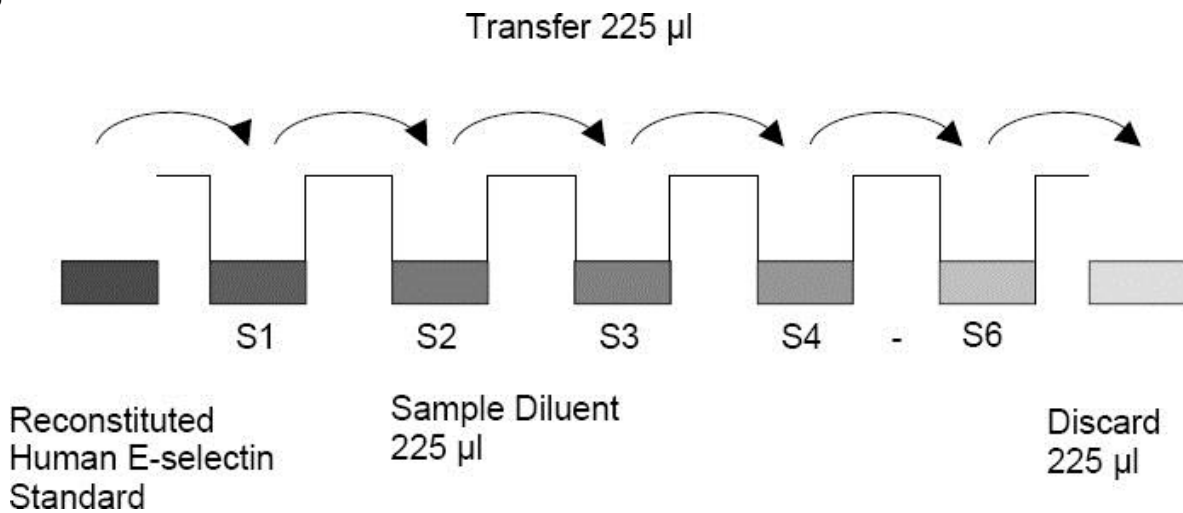 Transfer 225 µl
S1 S2 S3 S4 - S6
Reconstituted
Human E-selectin
Standard
Sample Diluent
225 µl
Discard
225 µl